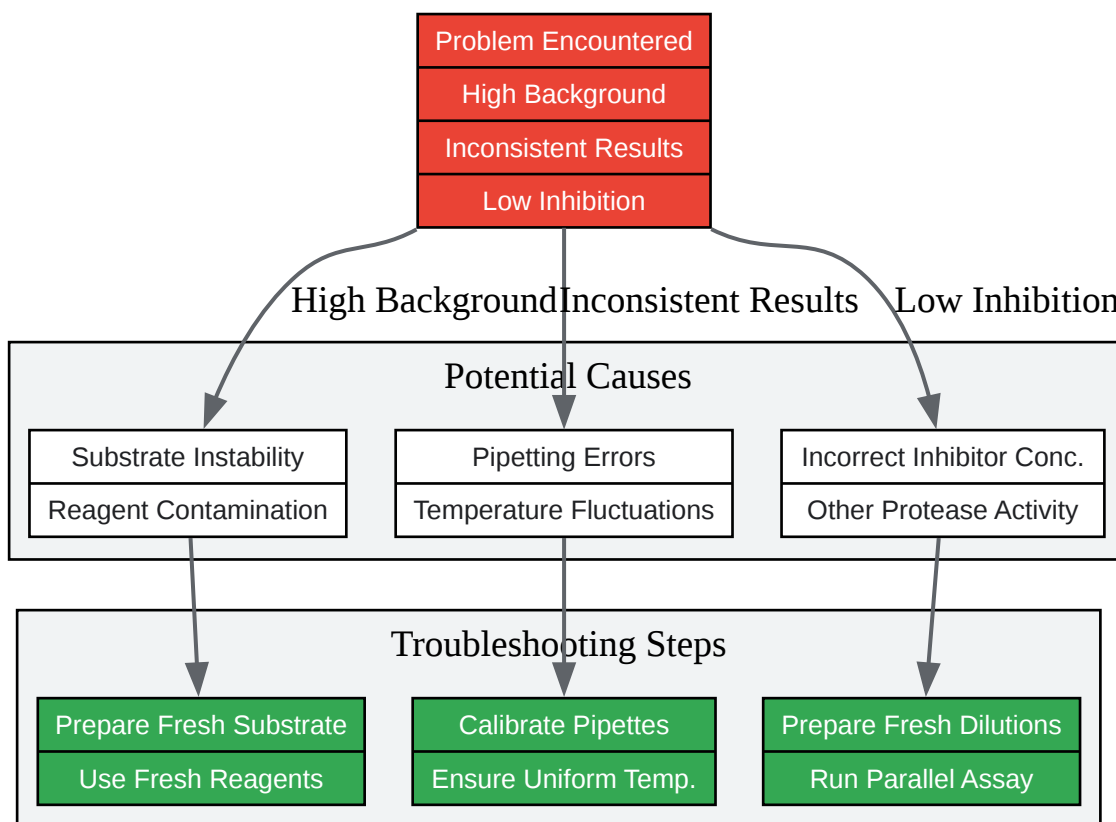 Problem Encountered
High Background
Inconsistent Results
Low Inhibition
High Background
Inconsistent Results
Low Inhibition
Potential Causes
Substrate Instability
Reagent Contamination
Pipetting Errors
Temperature Fluctuations
Incorrect Inhibitor Conc.
Other Protease Activity
Troubleshooting Steps
Prepare Fresh Substrate
Use Fresh Reagents
Calibrate Pipettes
Ensure Uniform Temp.
Prepare Fresh Dilutions
Run Parallel Assay